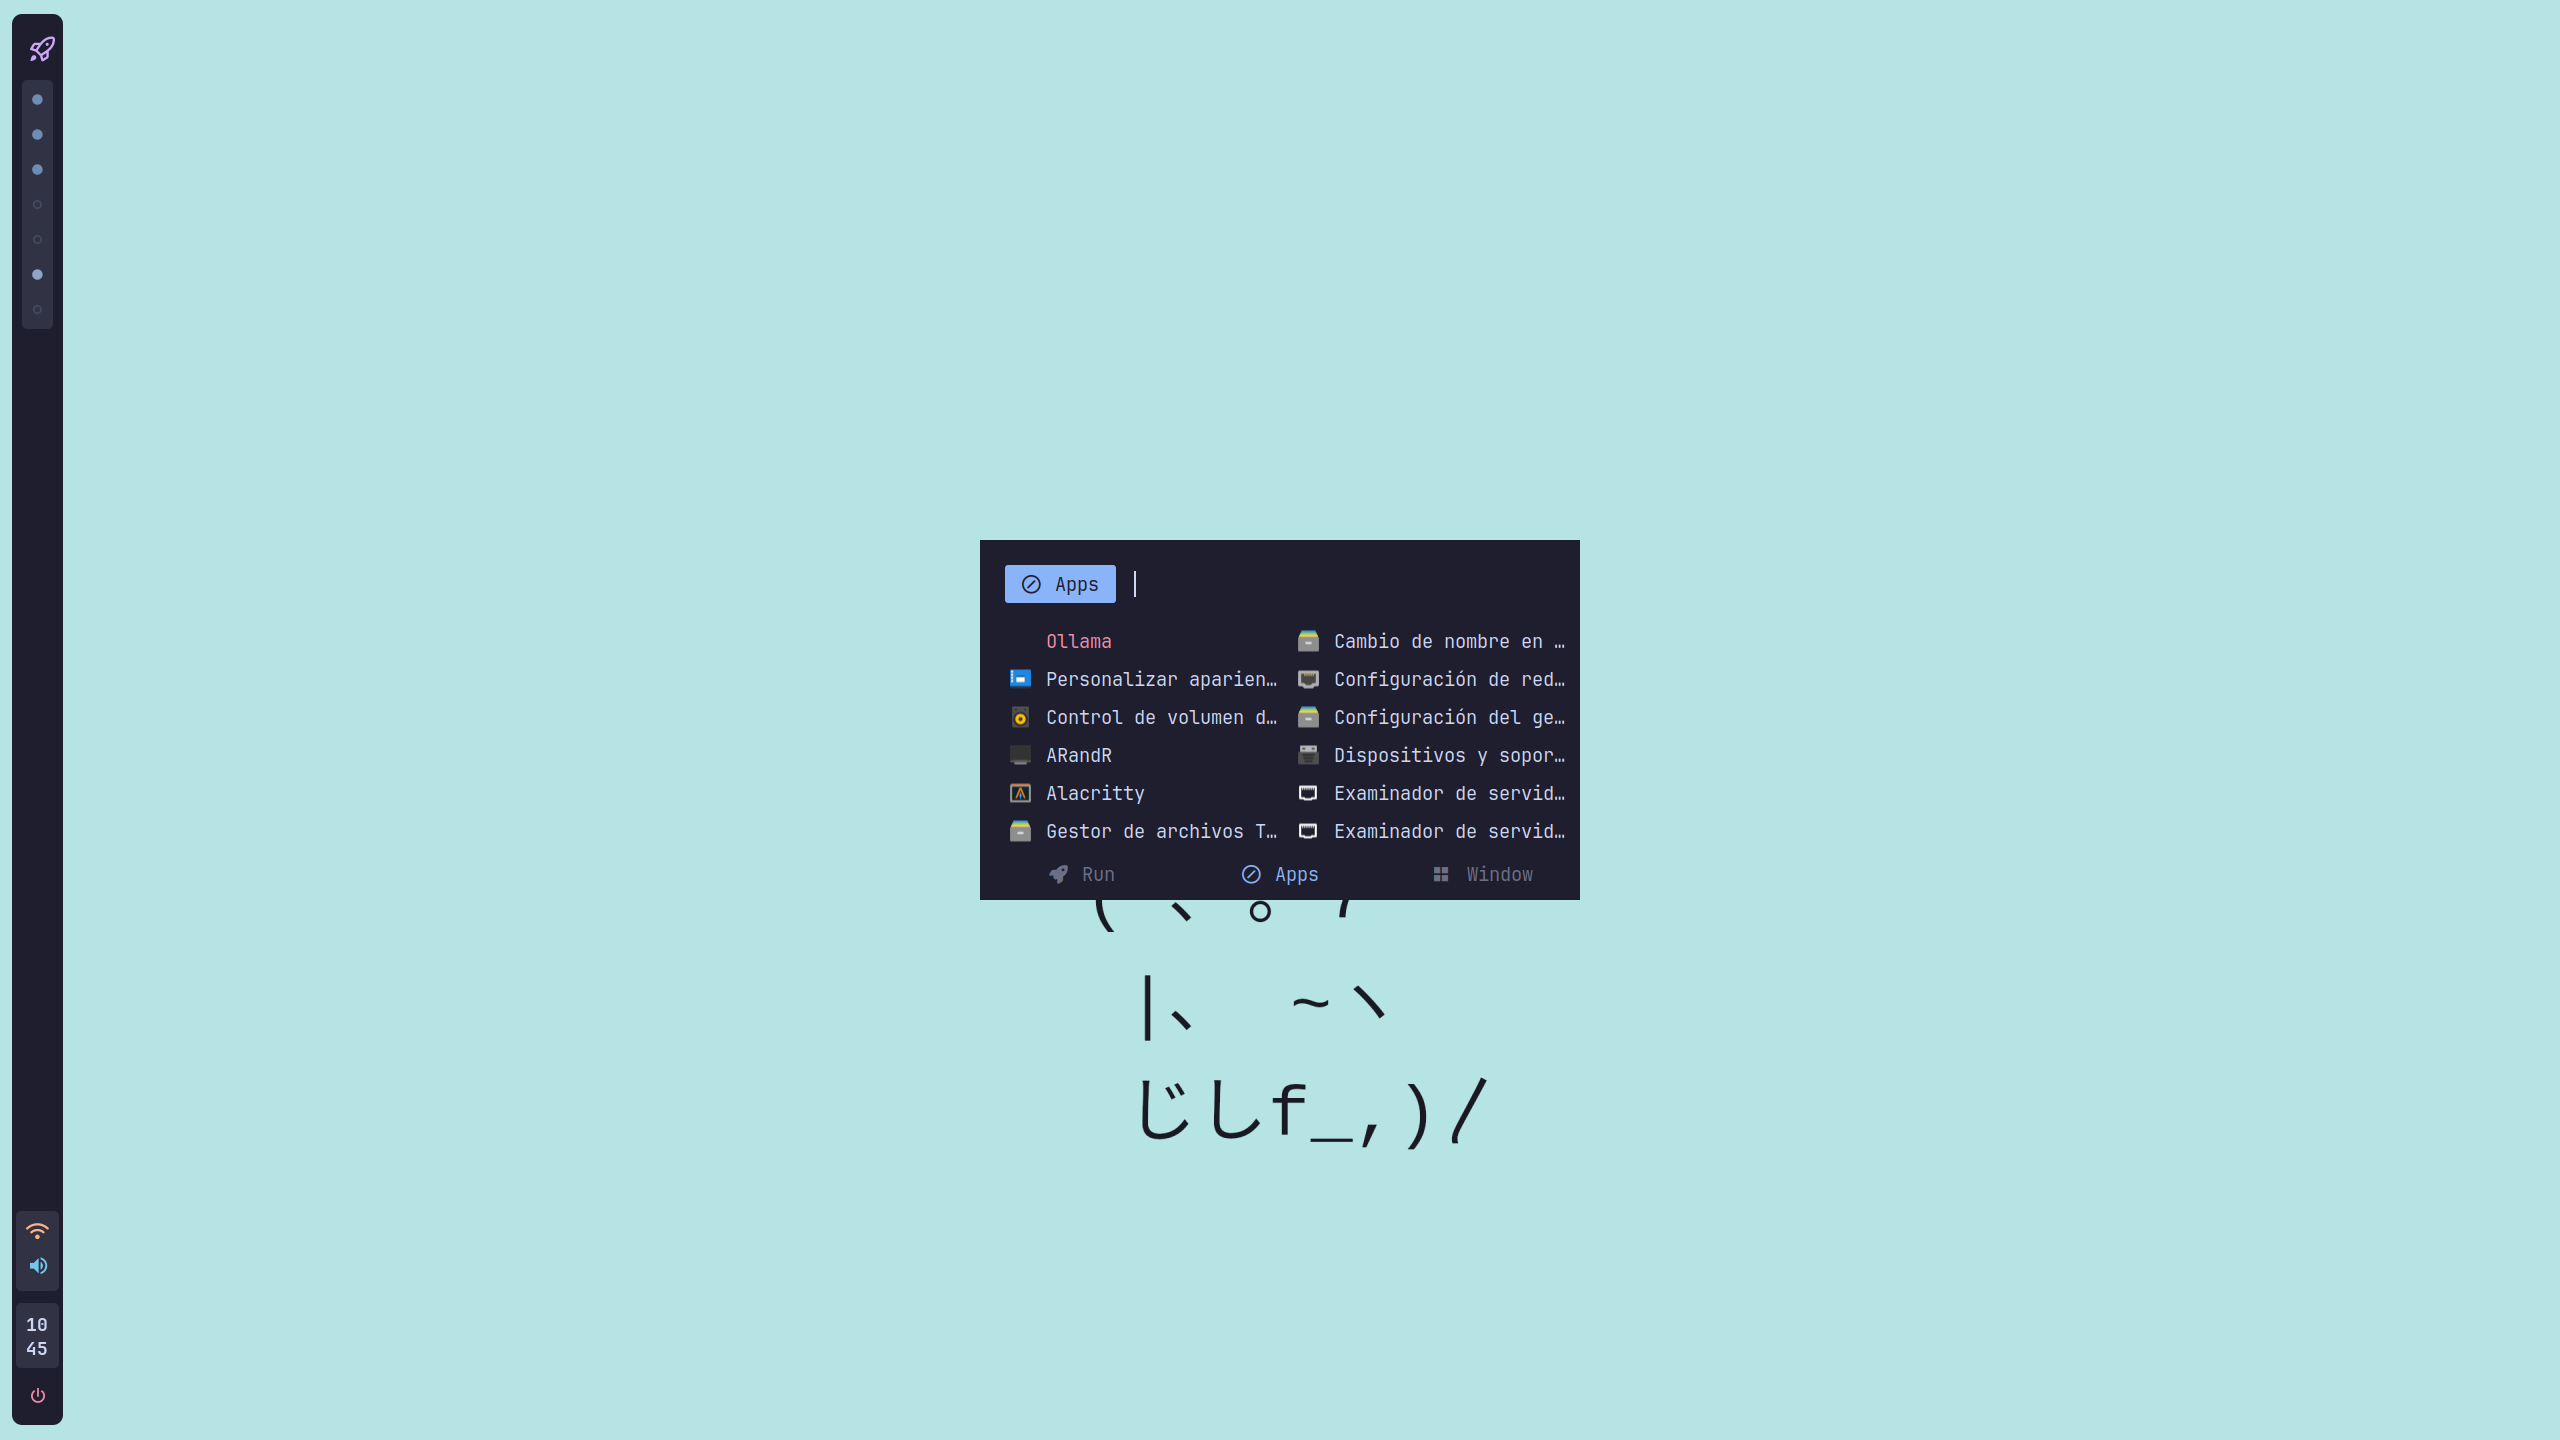 Apps
Ollama
Personalizar aparien…
Control de volumen d…
ARandR
Alacritty
Gestor de archivos T…
Cambio de nombre en …
Configuración de red…
Configuración del ge…
Dispositivos y sopor…
Examinador de servid…
Examinador de servid…
Run Apps Window
|、 ~ヽ
じしf_,)/
10
45